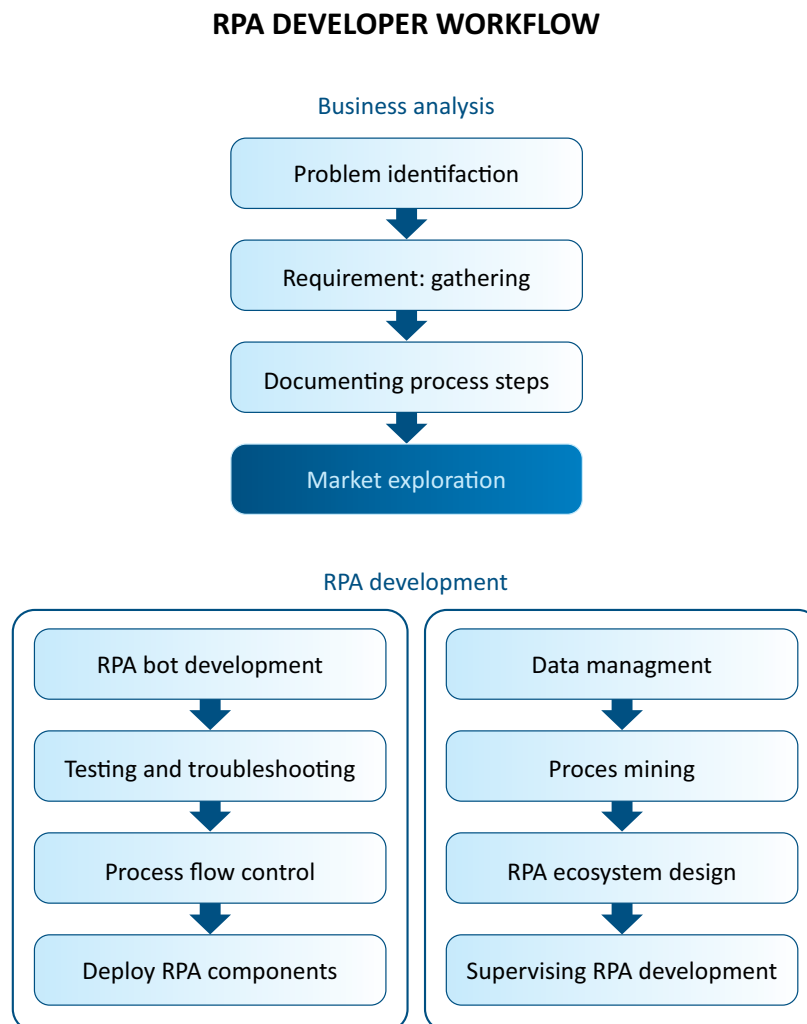 RPA DEVELOPER WORKFLOW
Business analysis
Problem identifaction
Requirement: gathering
Documenting process steps
Market exploration
RPA development
RPA bot development
Testing and troubleshooting
Process flow control
Deploy RPA components
Data managment
Proces mining
RPA ecosystem design
Supervising RPA development